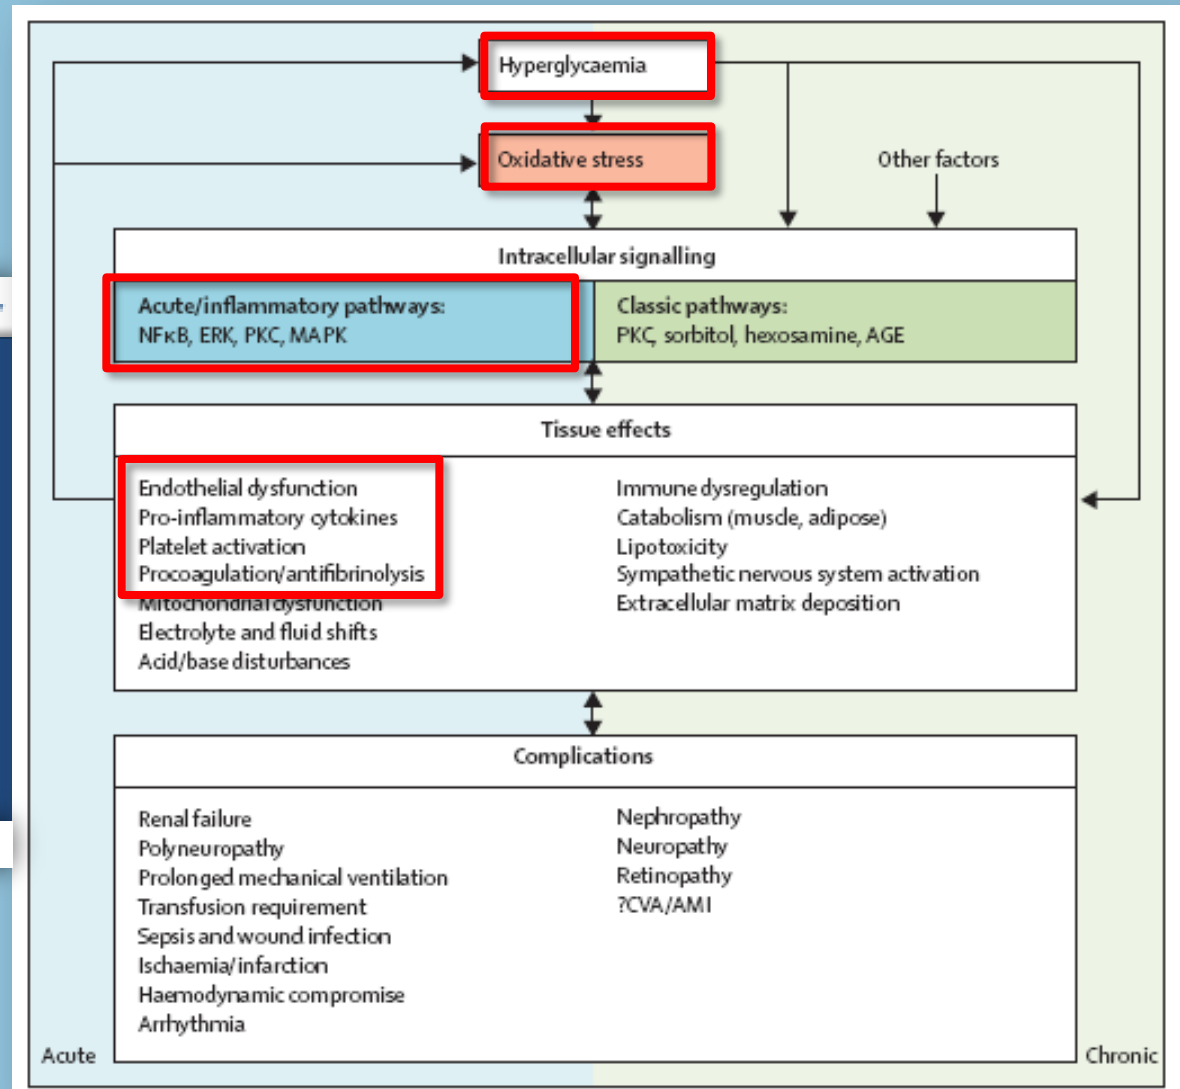 Hyperglycaemia
Oxidative stress
Other factors
Intracellular signalling
Acute/inflammatory pathways:
NFκB, ERK, PKC, MAPK
Classic pathways:
PKC, sorbitol, hexosamine, AGE
Tissue effects
Endothelial dysfunction
Pro-inflammatory cytokines
Platelet activation
Procoagulation/antifibrinolysis
Mitochondrial dysfunction
Electrolyte and fluid shifts
Acid/base disturbances
Immune dysregulation
Catabolism (muscle, adipose)
Lipotoxicity
Sympathetic nervous system activation
Extracellular matrix deposition
Complications
Renal failure
Polyneuropathy
Prolonged mechanical ventilation
Transfusion requirement
Sepsis and wound infection
Ischaemia/infarction
Haemodynamic compromise
Arrhythmia
Nephropathy
Neuropathy
Retinopathy
?CVA/AMI
Acute
Chronic